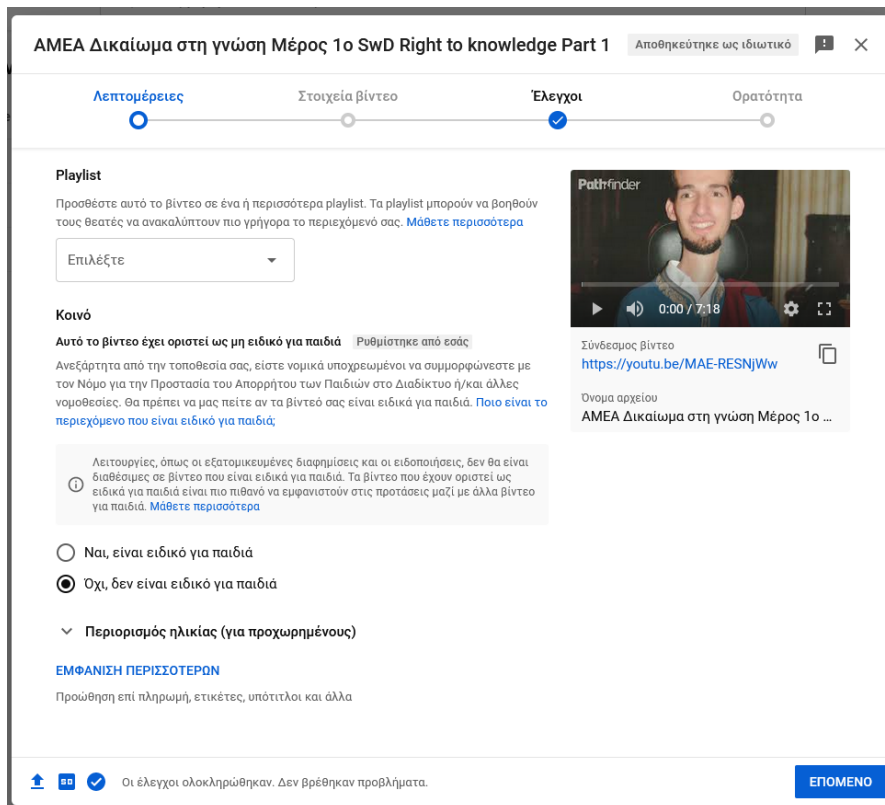 ΑΜΕΑ Δικαίωμα στη γνώση Μέρος 1ο SwD Right to knowledge Part 1
Αποθηκεύτηκε ως ιδιωτικό
Λεπτομέρειες
Στοιχεία βίντεο
Έλεγχοι
Ορατότητα
Playlist
Προσθέστε αυτό το βίντεο σε ένα ή περισσότερα playlist. Τα playlist μπορούν να βοηθούν
τους θεατές να ανακαλύπτουν πιο γρήγορα το περιεχόμενό σας. Μάθετε περισσότερα
Επιλέξτε
Κοινό
Αυτό το βίντεο έχει οριστεί ως μη ειδικό για παιδιά
Ρυθμίστηκε από εσάς
Ανεξάρτητα από την τοποθεσία σας, είστε νομικά υποχρεωμένοι να συμμορφώνεστε με
τον Νόμο για την Προστασία του Απορρήτου των Παιδιών στο Διαδίκτυο ή/και άλλες
νομοθεσίες. Θα πρέπει να μας πείτε αν τα βίντεό σας είναι ειδικά για παιδιά. Ποιο είναι το
περιεχόμενο που είναι ειδικό για παιδιά;
Λειτουργίες, όπως οι εξατομικευμένες διαφημίσεις και οι ειδοποιήσεις, δεν θα είναι
διαθέσιμες σε βίντεο που είναι ειδικά για παιδιά. Τα βίντεο που έχουν οριστεί ως
ειδικά για παιδιά είναι πιο πιθανό να εμφανιστούν στις προτάσεις μαζί με άλλα βίντεο
για παιδιά. Μάθετε περισσότερα
Ναι, είναι ειδικό για παιδιά
Όχι, δεν είναι ειδικό για παιδιά
Περιορισμός ηλικίας (για προχωρημένους)
ΕΜΦΑΝΙΣΗ ΠΕΡΙΣΣΟΤΕΡΩΝ
Προώθηση επί πληρωμή, ετικέτες, υπότιτλοι και άλλα
Pathfinder
0:00 / 7:18
Σύνδεσμος βίντεο
https://youtu.be/MAE-RESNjWw
Όνομα αρχείου
ΑΜΕΑ Δικαίωμα στη γνώση Μέρος 1ο ...
SD
Οι έλεγχοι ολοκληρώθηκαν. Δεν βρέθηκαν προβλήματα.
ΕΠΟΜΕΝΟ